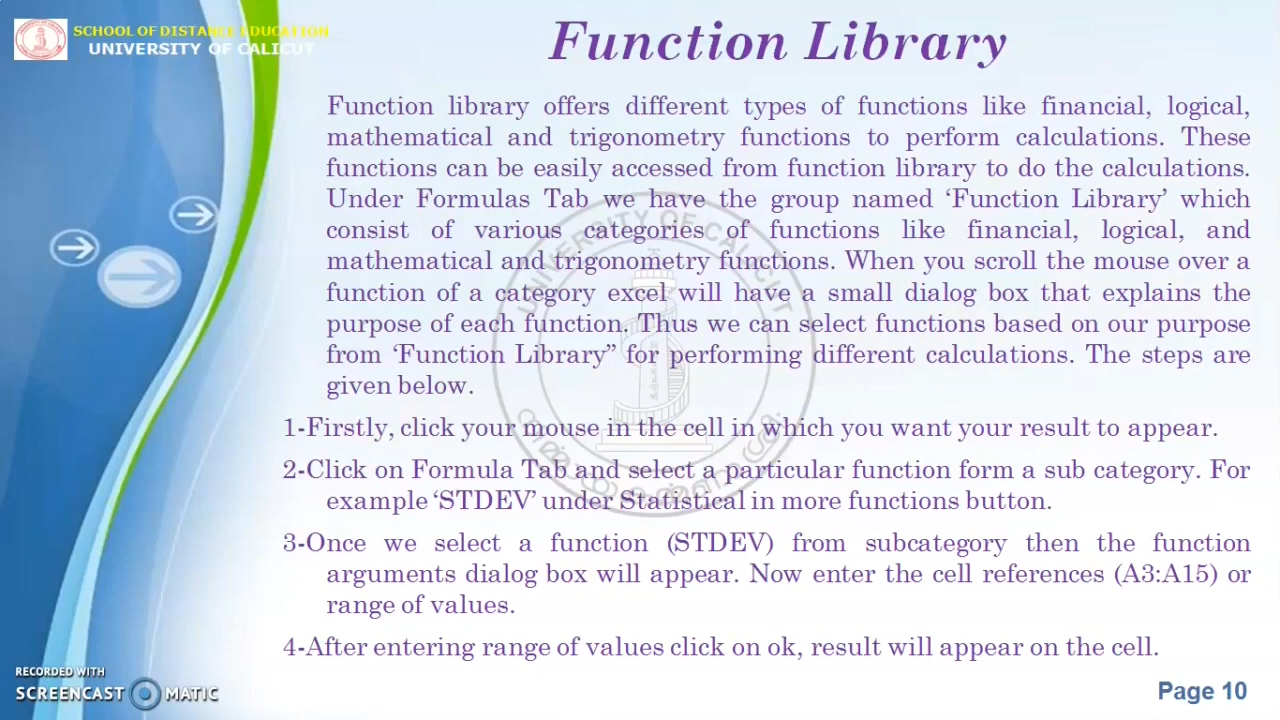 SCHOOL OF DISTANCE EDUCATION
UNIVERSITY OF CALICUT
Function Library
Function library offers different types of functions like financial, logical,
mathematical and trigonometry functions to perform calculations. These
functions can be easily accessed from function library to do the calculations.
Under Formulas Tab we have the group named ‘Function Library’ which
consist of various categories of functions like financial, logical, and
mathematical and trigonometry functions. When you scroll the mouse over a
function of a category excel will have a small dialog box that explains the
purpose of each function. Thus we can select functions based on our purpose
from ‘Function Library” for performing different calculations. The steps are
given below.
1-Firstly, click your mouse in the cell in which you want your result to appear.
2-Click on Formula Tab and select a particular function form a sub category. For
example ‘STDEV’ under Statistical in more functions button.
3-Once we select a function (STDEV) from subcategory then the function
arguments dialog box will appear. Now enter the cell references (A3:A15) or
range of values.
4-After entering range of values click on ok, result will appear on the cell.
UNIVERSITY OF CALICUT
RECORDED WITH
SCREENCAST MATIC
Page 10